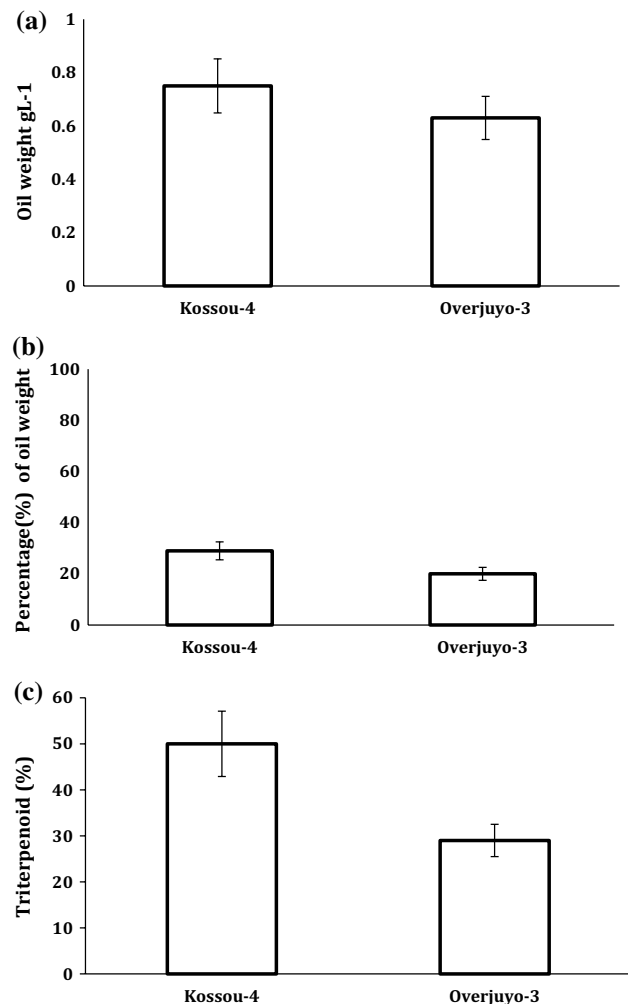 (a)
Oil weight gL-1
1
0.8
0.6
0.4
0.2
0
Kossou-4 Overjuyo-3
(b)
Percentage(%) of oil weight
100
80
60
40
20
0
Kossou-4 Overjuyo-3
(c)
Triterpenoid (%)
60
50
40
30
20
10
0
Kossou-4 Overjuyo-3